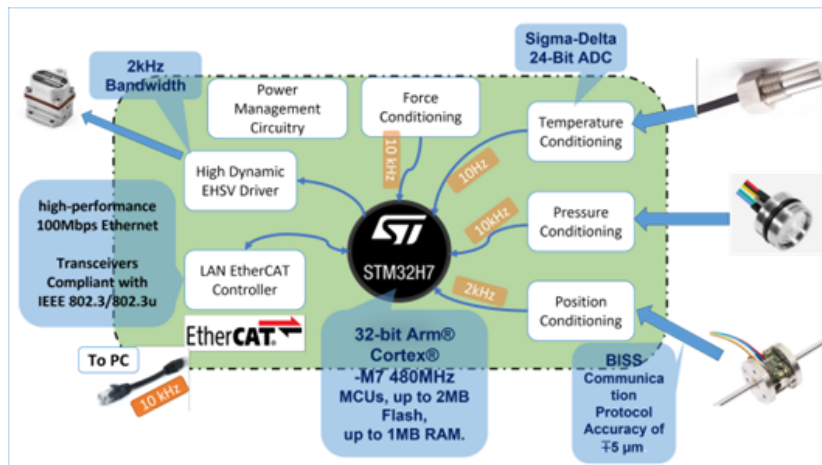 2kHz
Bandwidth
Power
Management
Circuitry
Force
Conditioning
Sigma-Delta
24-Bit ADC
Temperature
Conditioning
High Dynamic
EHSV Driver
10 kHz
10Hz
high-performance
100Mbps Ethernet
Transceivers
Compliant with
IEEE 802.3/802.3u
LAN EtherCAT
Controller
ST
STM32H7
10kHz
Pressure
Conditioning
2kHz
Position
Conditioning
EtherCAT®
To PC
10 kHz
32-bit Arm®
Cortex®
-M7 480MHz
MCUs, up to 2MB
Flash,
up to 1MB RAM.
BISS
Communica
tion
Protocol
Accuracy of
∓5 µm